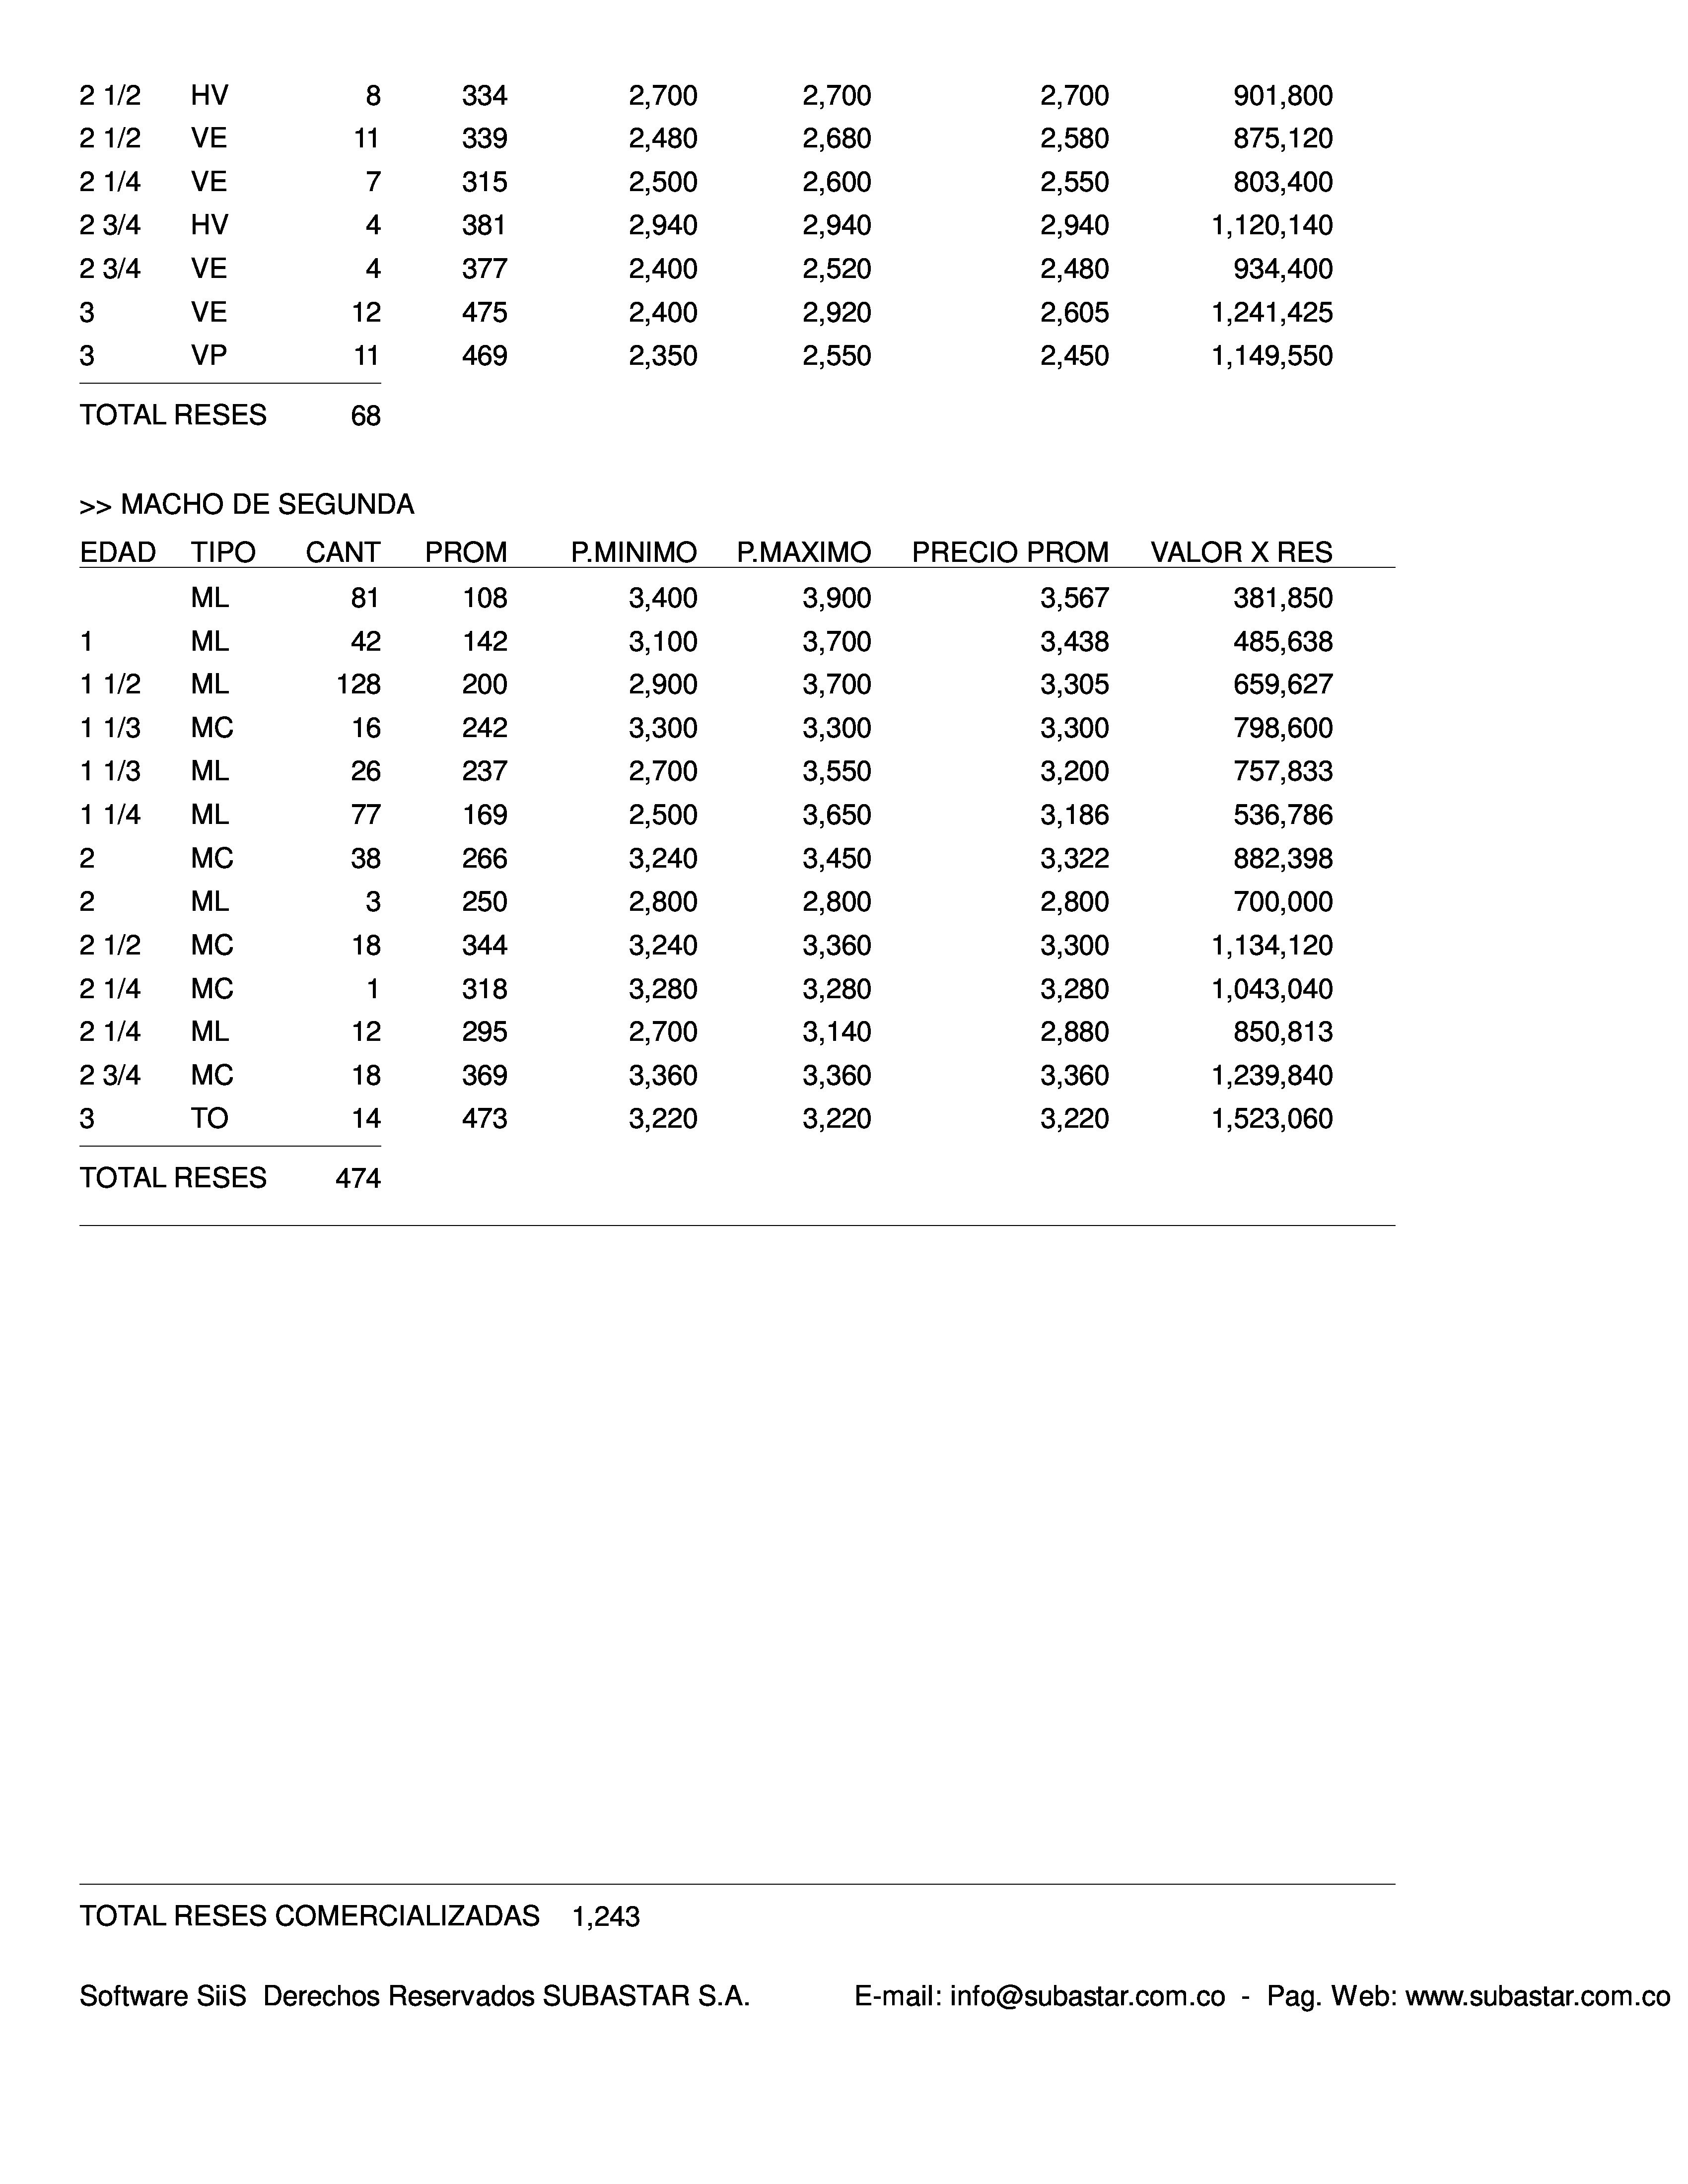 2 1/2 HV 8 334 2,700 2,700 2,700 901,800
2 1/2 VE 11 339 2,480 2,680 2,580 875,120
2 1/4 VE 7 315 2,500 2,600 2,550 803,400
2 3/4 HV 4 381 2,940 2,940 2,940 1,120,140
2 3/4 VE 4 377 2,400 2,520 2,480 934,400
3 VE 12 475 2,400 2,920 2,605 1,241,425
3 VP 11 469 2,350 2,550 2,450 1,149,550
TOTAL RESES 68
>> MACHO DE SEGUNDA
EDAD TIPO CANT PROM P.MINIMO P.MAXIMO PRECIO PROM VALOR X RES
ML 81 108 3,400 3,900 3,567 381,850
1 ML 42 142 3,100 3,700 3,438 485,638
1 1/2 ML 128 200 2,900 3,700 3,305 659,627
1 1/3 MC 16 242 3,300 3,300 3,300 798,600
1 1/3 ML 26 237 2,700 3,550 3,200 757,833
1 1/4 ML 77 169 2,500 3,650 3,186 536,786
2 MC 38 266 3,240 3,450 3,322 882,398
2 ML 3 250 2,800 2,800 2,800 700,000
2 1/2 MC 18 344 3,240 3,360 3,300 1,134,120
2 1/4 MC 1 318 3,280 3,280 3,280 1,043,040
2 1/4 ML 12 295 2,700 3,140 2,880 850,813
2 3/4 MC 18 369 3,360 3,360 3,360 1,239,840
3 TO 14 473 3,220 3,220 3,220 1,523,060
TOTAL RESES 474
TOTAL RESES COMERCIALIZADAS 1,243
Software SiiS Derechos Reservados SUBASTAR S.A. E-mail: info@subastar.com.co - Pag. Web: www.subastar.com.co